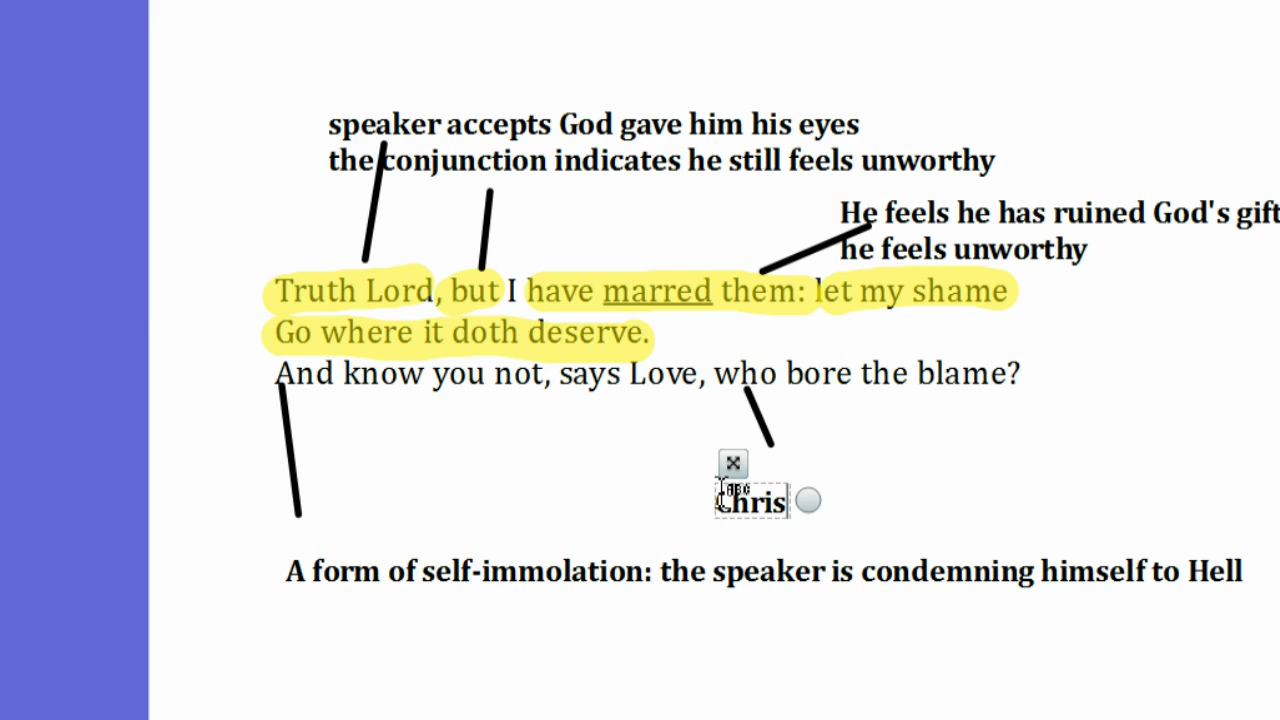 speaker accepts God gave him his eyes
the conjunction indicates he still feels unworthy
He feels he has ruined God's gift
he feels unworthy
Truth Lord, but I have marred them: let my shame
Go where it doth deserve.
And know you not, says Love, who bore the blame?
ABC
Chris
A form of self-immolation: the speaker is condemning himself to Hell